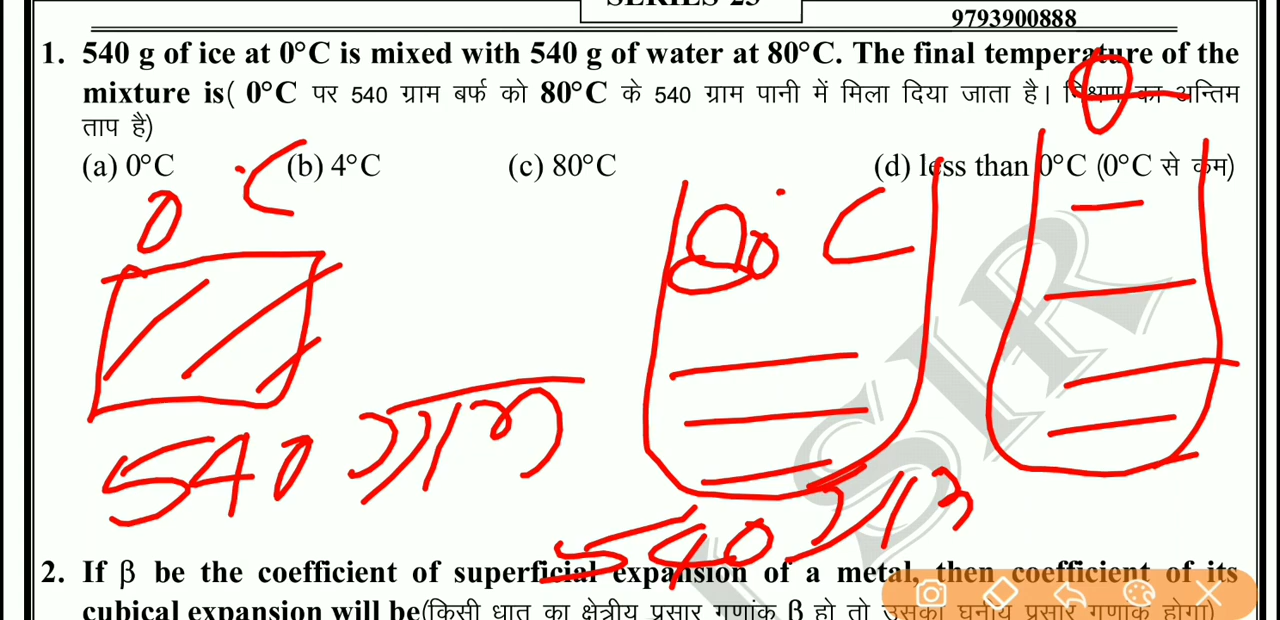 SERIES-23
9793900888
1. 540 g of ice at 0°C is mixed with 540 g of water at 80°C. The final temperature of the
mixture is( 0°C पर 540 ग्राम बर्फ को 80°C के 540 ग्राम पानी में मिला दिया जाता है। मिश्रण का अन्तिम
ताप है)
(a) 0°C (b) 4°C (c) 80°C (d) less than 0°C (0°C से कम)
0°C
80°C
θ
540 ग्राम
540 ग्राम
SIR
2. If β be the coefficient of superficial expansion of a metal, then coefficient of its
cubical expansion will be(किसी धातु का क्षेत्रीय प्रसार गुणांक β हो तो उसका घनीय प्रसार गुणांक होगा)